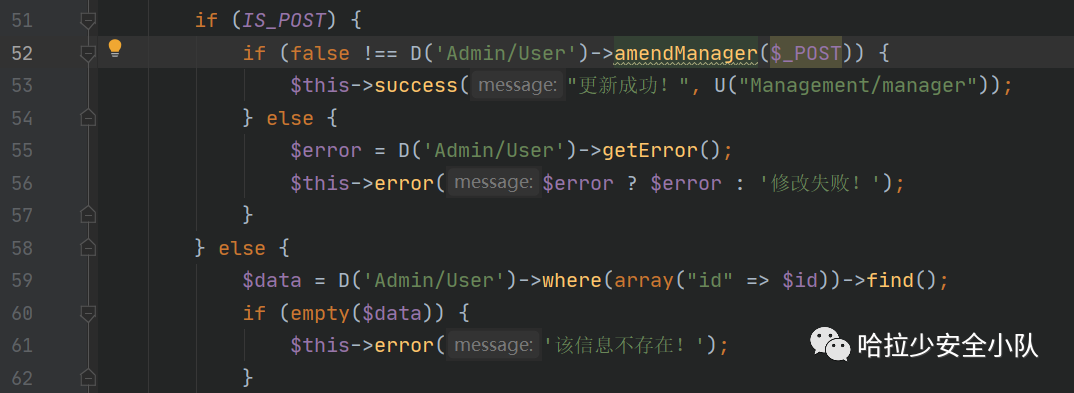 51 if (IS_POST) {
52 if (false !== D('Admin/User')->amendManager($_POST)) {
53 $this->success( message: "更新成功！", U("Management/manager"));
54 } else {
55 $error = D('Admin/User')->getError();
56 $this->error( message: $error ? $error : '修改失败！');
57 }
58 } else {
59 $data = D('Admin/User')->where(array("id" => $id))->find();
60 if (empty($data)) {
61 $this->error( message: '该信息不存在！');
62 }
哈拉少安全小队